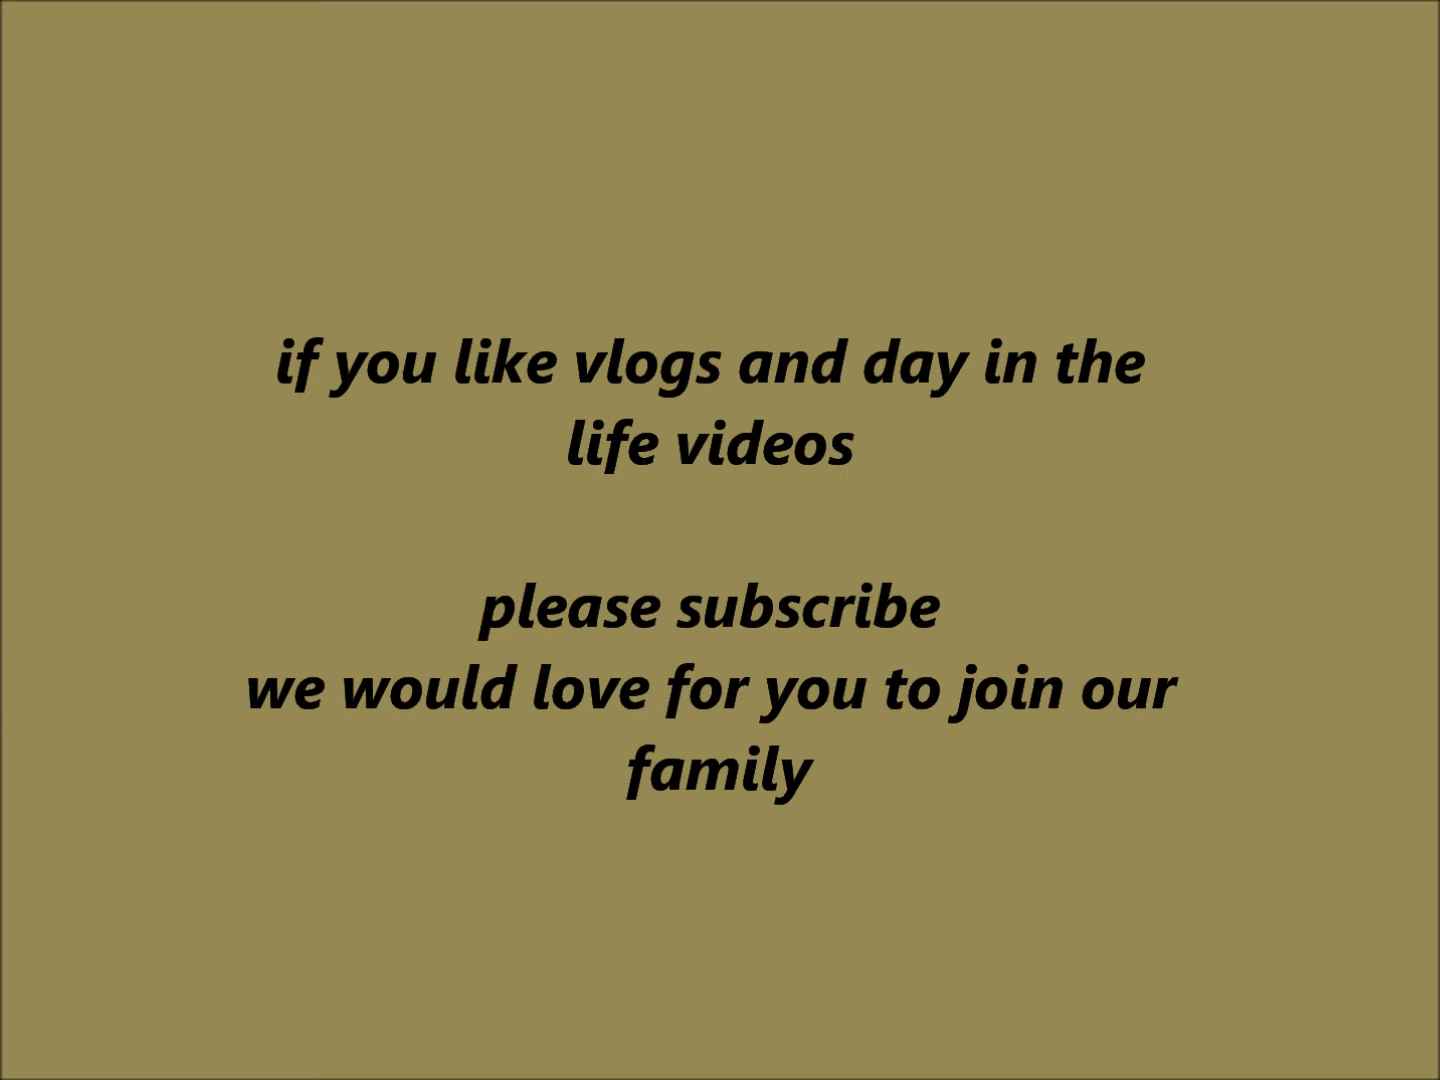 if you like vlogs and day in the
life videos
please subscribe
we would love for you to join our
family